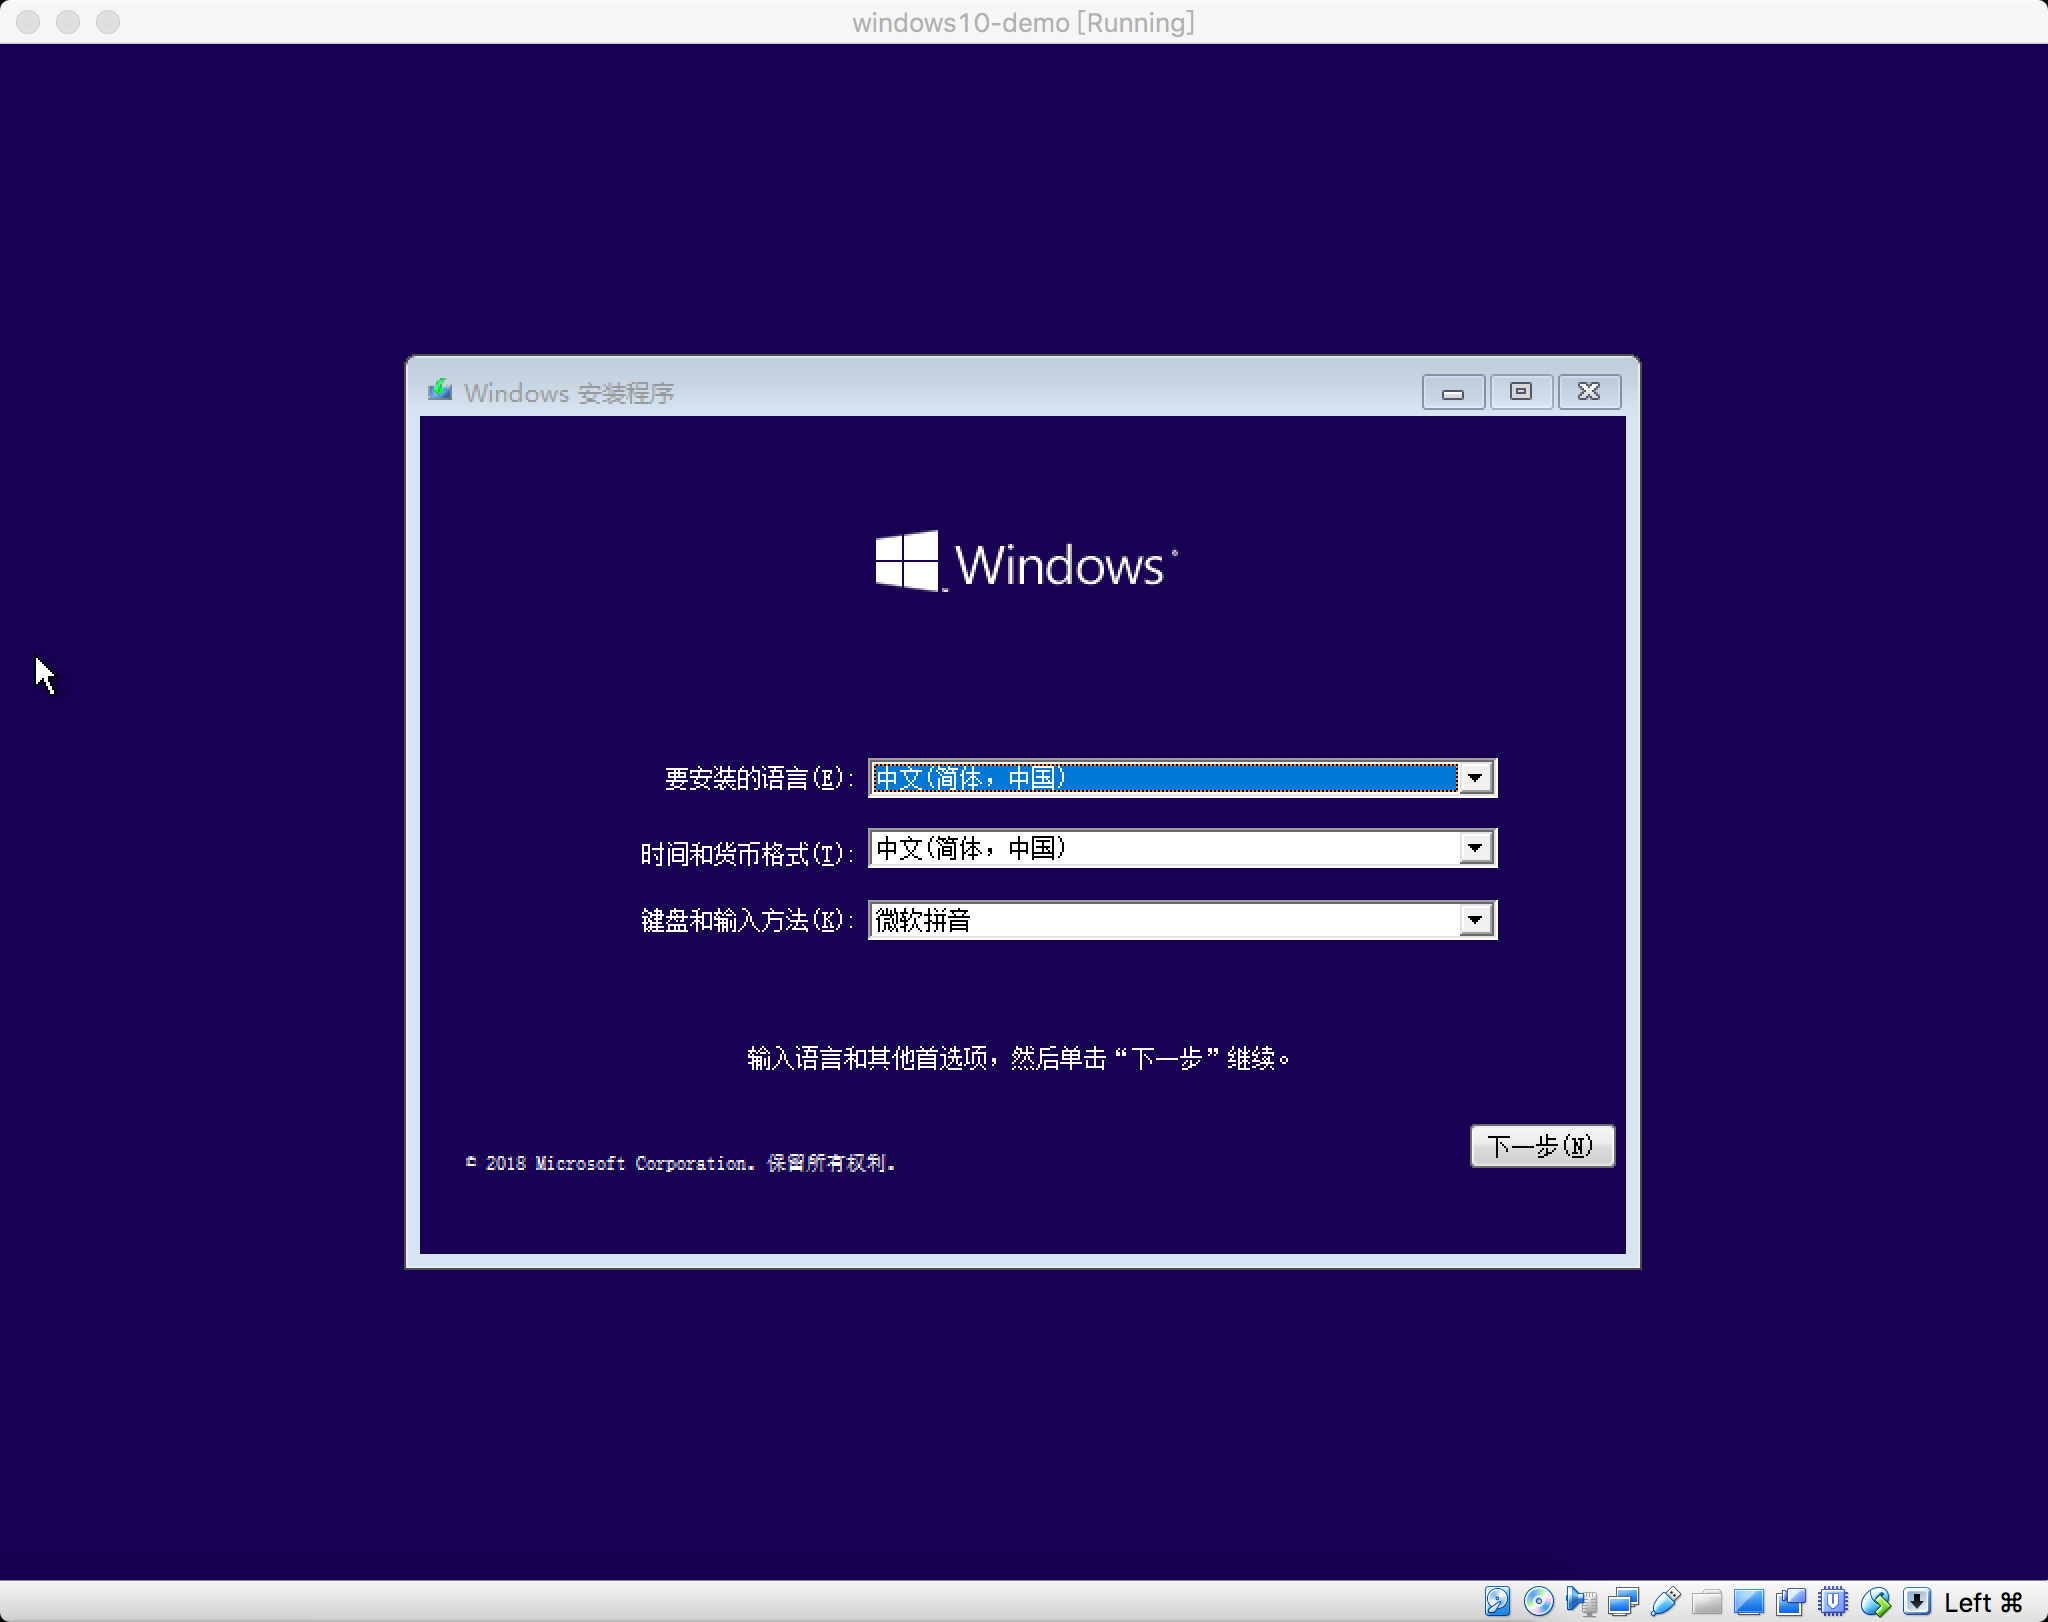 windows10-demo [Running]
Windows 安装程序
Windows
要安装的语言(E): 中文(简体，中国)
时间和货币格式(T): 中文(简体，中国)
键盘和输入方法(K): 微软拼音
输入语言和其他首选项，然后单击“下一步”继续。
下一步(N)
© 2018 Microsoft Corporation. 保留所有权利.
Left ⌘